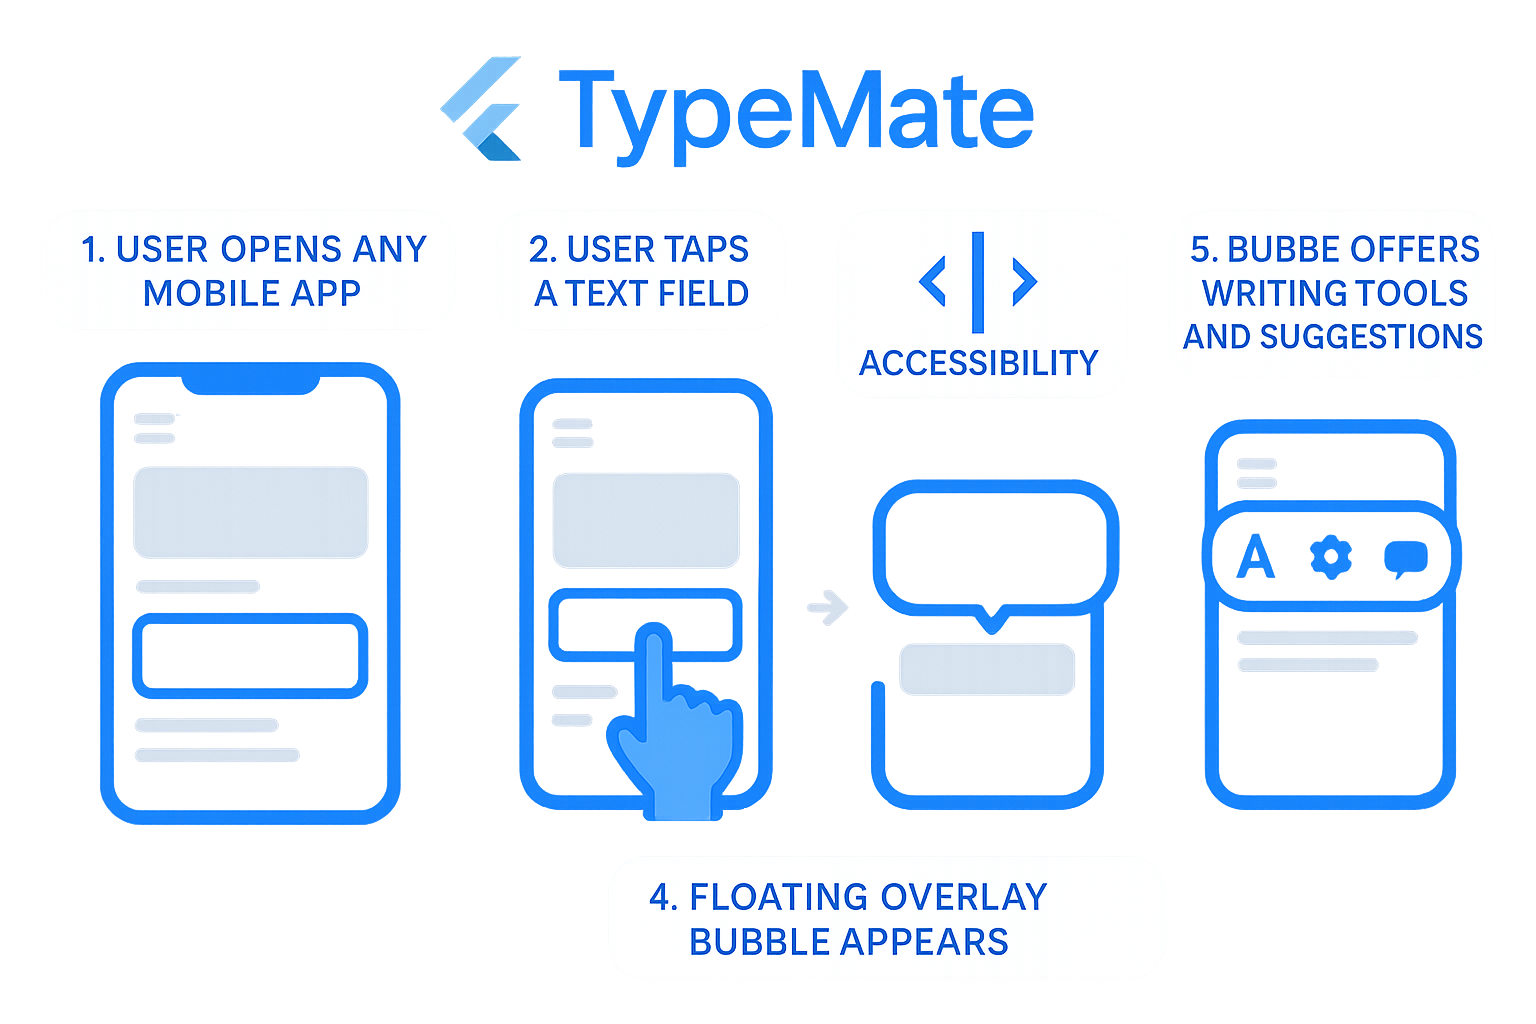 TypeMate
1. USER OPENS ANY
MOBILE APP
2. USER TAPS
A TEXT FIELD
ACCESSIBILITY
4. FLOATING OVERLAY
BUBBLE APPEARS
5. BUBBE OFFERS
WRITING TOOLS
AND SUGGESTIONS
A